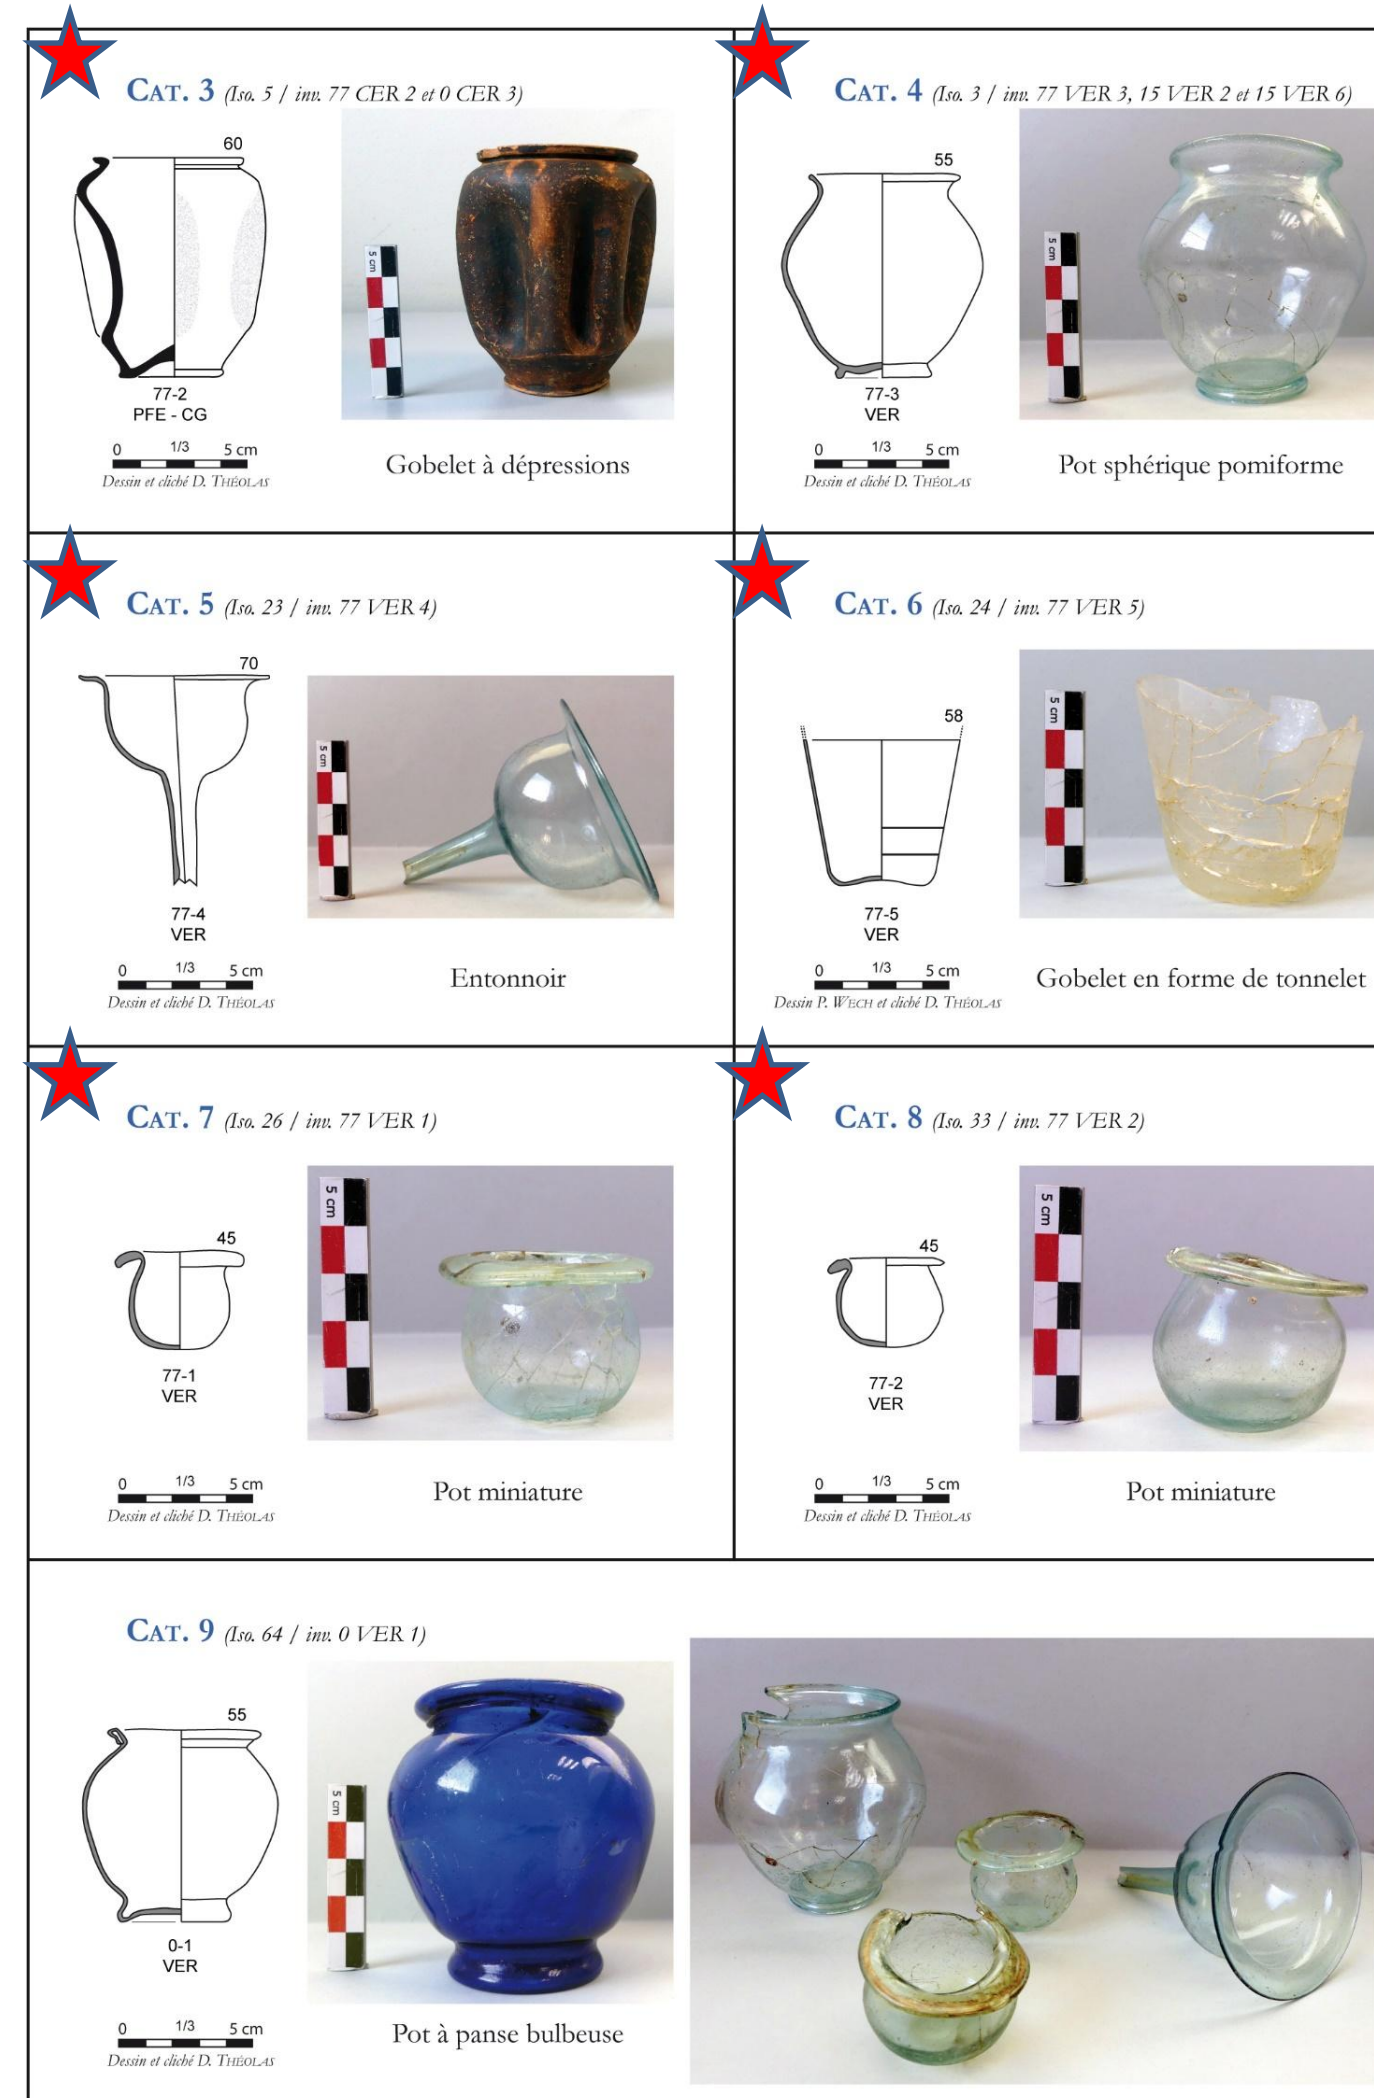 CAT. 3 (Iso. 5 / inv. 77 CER 2 et 0 CER 3)
60
5 cm
77-2
PFE - CG
0 1/3 5 cm
Dessin et cliché D. THÉOLAS
Gobelet à dépressions
CAT. 4 (Iso. 3 / inv. 77 VER 3, 15 VER 2 et 15 VER 6)
55
5 cm
77-3
VER
0 1/3 5 cm
Dessin et cliché D. THÉOLAS
Pot sphérique pomiforme
CAT. 5 (Iso. 23 / inv. 77 VER 4)
70
5 cm
77-4
VER
0 1/3 5 cm
Dessin et cliché D. THÉOLAS
Entonnoir
CAT. 6 (Iso. 24 / inv. 77 VER 5)
58
5 cm
77-5
VER
0 1/3 5 cm
Dessin P. WECH et cliché D. THÉOLAS
Gobelet en forme de tonnelet
CAT. 7 (Iso. 26 / inv. 77 VER 1)
45
5 cm
77-1
VER
0 1/3 5 cm
Dessin et cliché D. THÉOLAS
Pot miniature
CAT. 8 (Iso. 33 / inv. 77 VER 2)
45
5 cm
77-2
VER
0 1/3 5 cm
Dessin et cliché D. THÉOLAS
Pot miniature
CAT. 9 (Iso. 64 / inv. 0 VER 1)
55
5 cm
0-1
VER
0 1/3 5 cm
Dessin et cliché D. THÉOLAS
Pot à panse bulbeuse